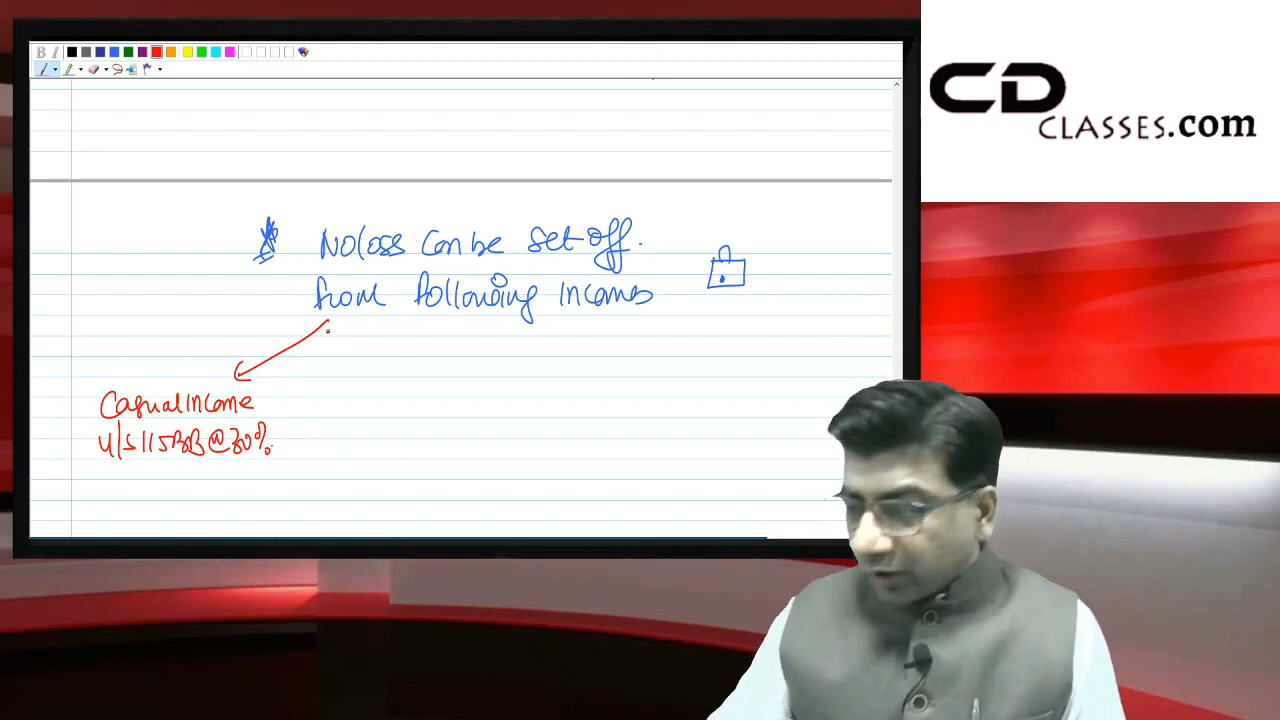 B I
CD
CLASSES.com
No loss can be set off.
from following incomes
Casual Income
u/s 115BB @ 30%.